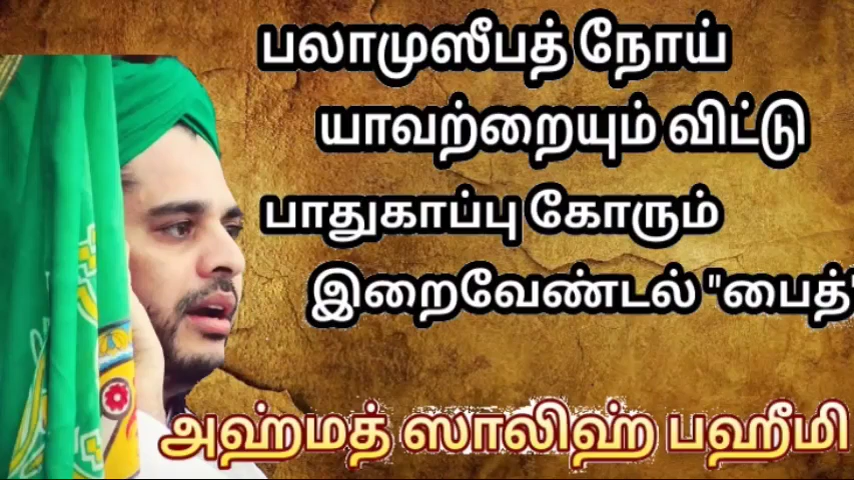 பலாமுஸீபத் நோய்
யாவற்றையும் விட்டு
பாதுகாப்பு கோரும்
இறைவேண்டல் "பைத்"
அஹ்மத் ஸாலிஹ் பஹீமி